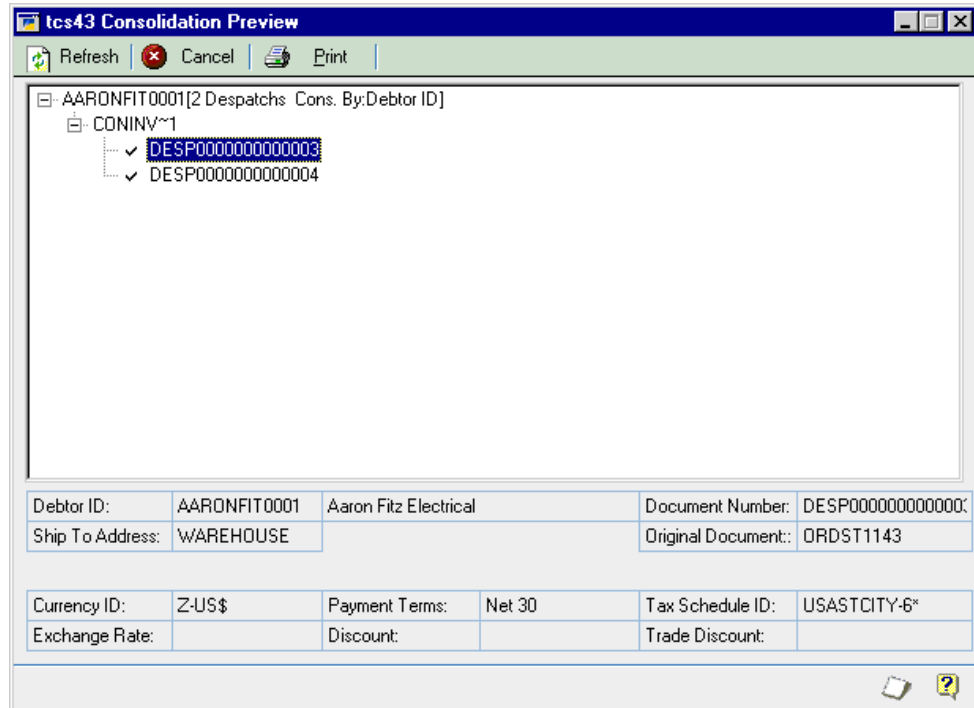 tcs43 Consolidation Preview
Refresh Cancel Print
AARONFIT0001[2 Despatchs Cons. By:Debtor ID]
CONINV~1
DESP0000000000003
DESP0000000000004
Debtor ID: AARONFIT0001 Aaron Fitz Electrical Document Number: DESP000000000000
Ship To Address: WAREHOUSE Original Document:: ORDST1143
Currency ID: Z-US$ Payment Terms: Net 30 Tax Schedule ID: USASTCITY-6*
Exchange Rate: Discount: Trade Discount: